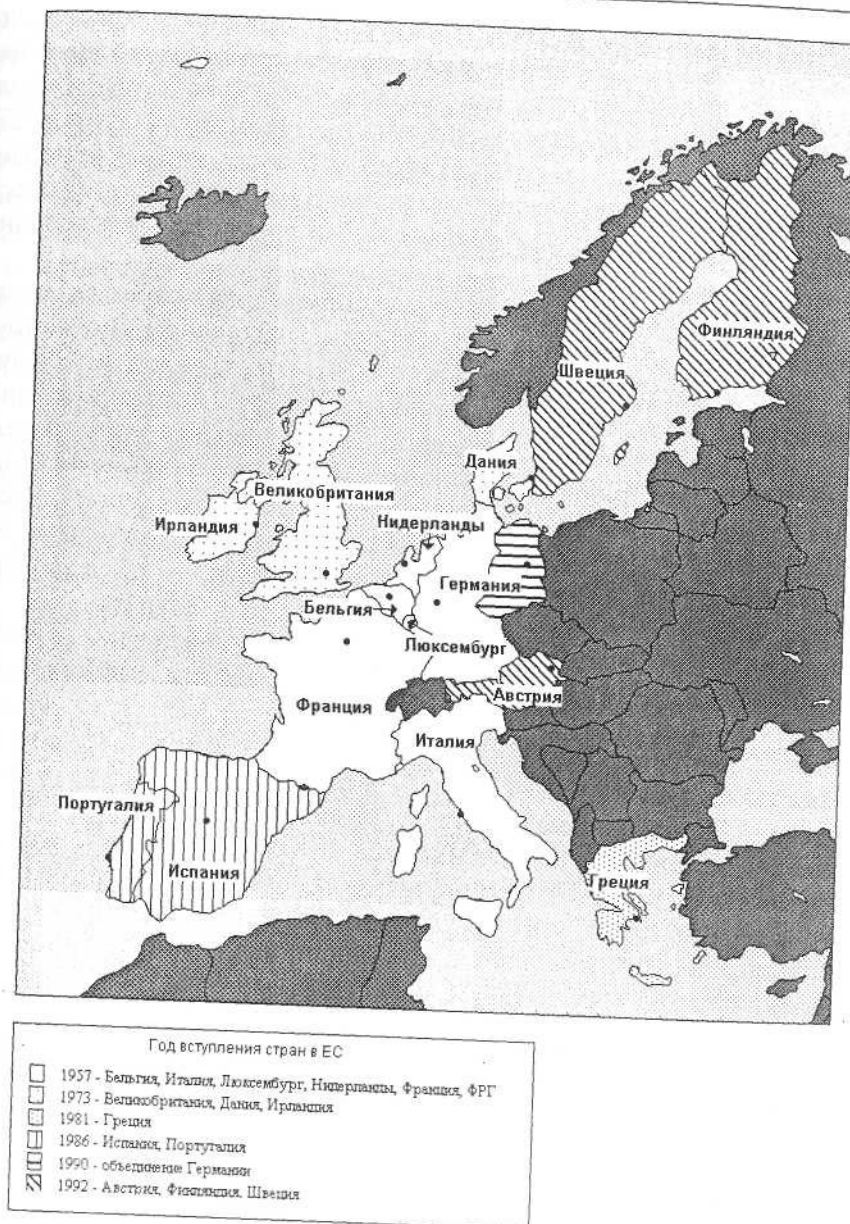 Финляндия
Швеция
Дания
Великобритания
Ирландия
Нидерланды
Германия
Бельгия
Люксембург
Австрия
Франция
Италия
Португалия
Испания
Греция
Год вступления стран в ЕС
1957 - Бельгия, Италия, Люксембург, Нидерланды, Франция, ФРГ
1973 - Великобритания, Дания, Ирландия
1981 - Греция
1986 - Испания, Португалия
1990 - объединение Германии
1992 - Австрия, Финляндия, Швеция